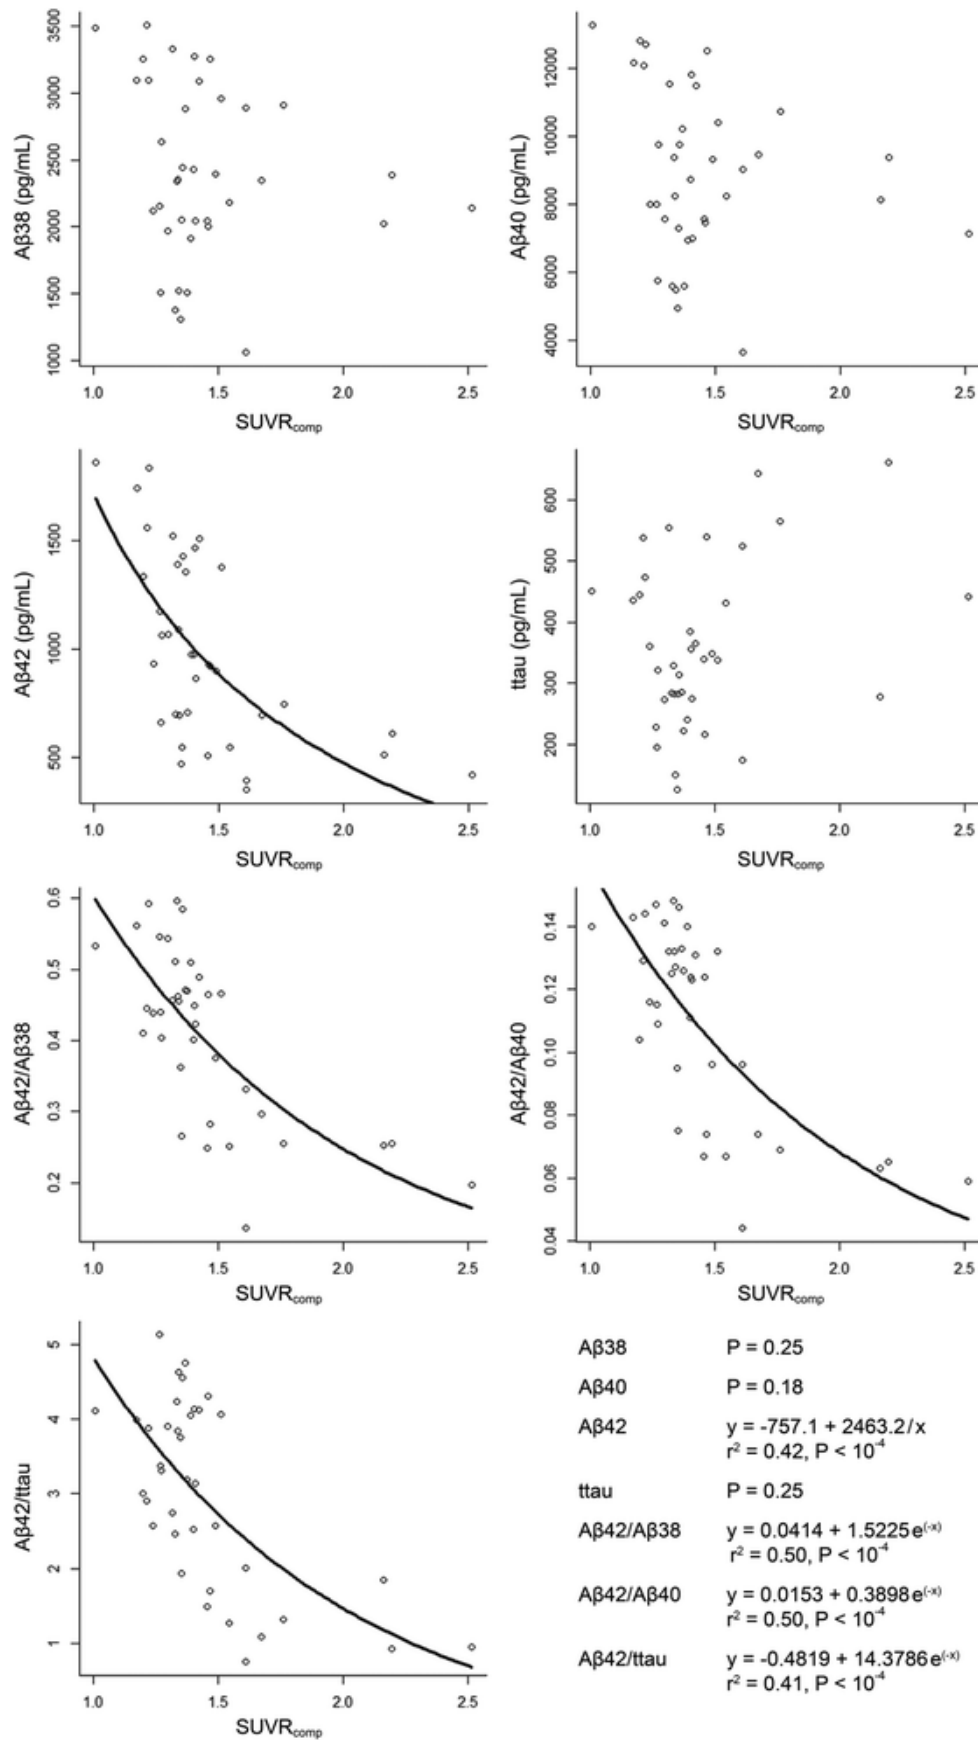 Aβ38 (pg/mL)
3500
3000
2500
2000
1500
1000
1.0 1.5 2.0 2.5
SUVRcomp
Aβ40 (pg/mL)
12000
10000
8000
6000
4000
1.0 1.5 2.0 2.5
SUVRcomp
Aβ42 (pg/mL)
1500
1000
500
1.0 1.5 2.0 2.5
SUVRcomp
ttau (pg/mL)
600
500
400
300
200
1.0 1.5 2.0 2.5
SUVRcomp
Aβ42/Aβ38
0.6
0.5
0.4
0.3
0.2
1.0 1.5 2.0 2.5
SUVRcomp
Aβ42/Aβ40
0.14
0.12
0.10
0.08
0.06
0.04
1.0 1.5 2.0 2.5
SUVRcomp
Aβ42/ttau
5
4
3
2
1
1.0 1.5 2.0 2.5
SUVRcomp
Aβ38 P = 0.25
Aβ40 P = 0.18
Aβ42 y = -757.1 + 2463.2/x
r² = 0.42, P < 10⁻⁴
ttau P = 0.25
Aβ42/Aβ38 y = 0.0414 + 1.5225e⁽⁻ˣ⁾
r² = 0.50, P < 10⁻⁴
Aβ42/Aβ40 y = 0.0153 + 0.3898e⁽⁻ˣ⁾
r² = 0.50, P < 10⁻⁴
Aβ42/ttau y = -0.4819 + 14.3786e⁽⁻ˣ⁾
r² = 0.41, P < 10⁻⁴